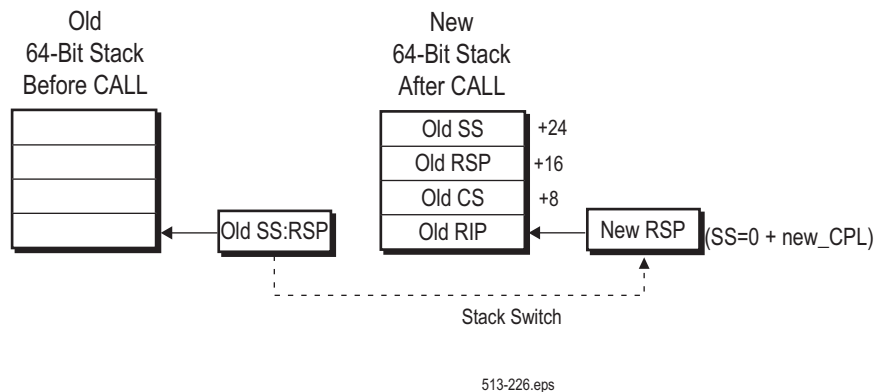 Old
64-Bit Stack
Before CALL
New
64-Bit Stack
After CALL
Old SS +24
Old RSP +16
Old CS +8
Old RIP
Old SS:RSP
New RSP (SS=0 + new_CPL)
Stack Switch
513-226.eps